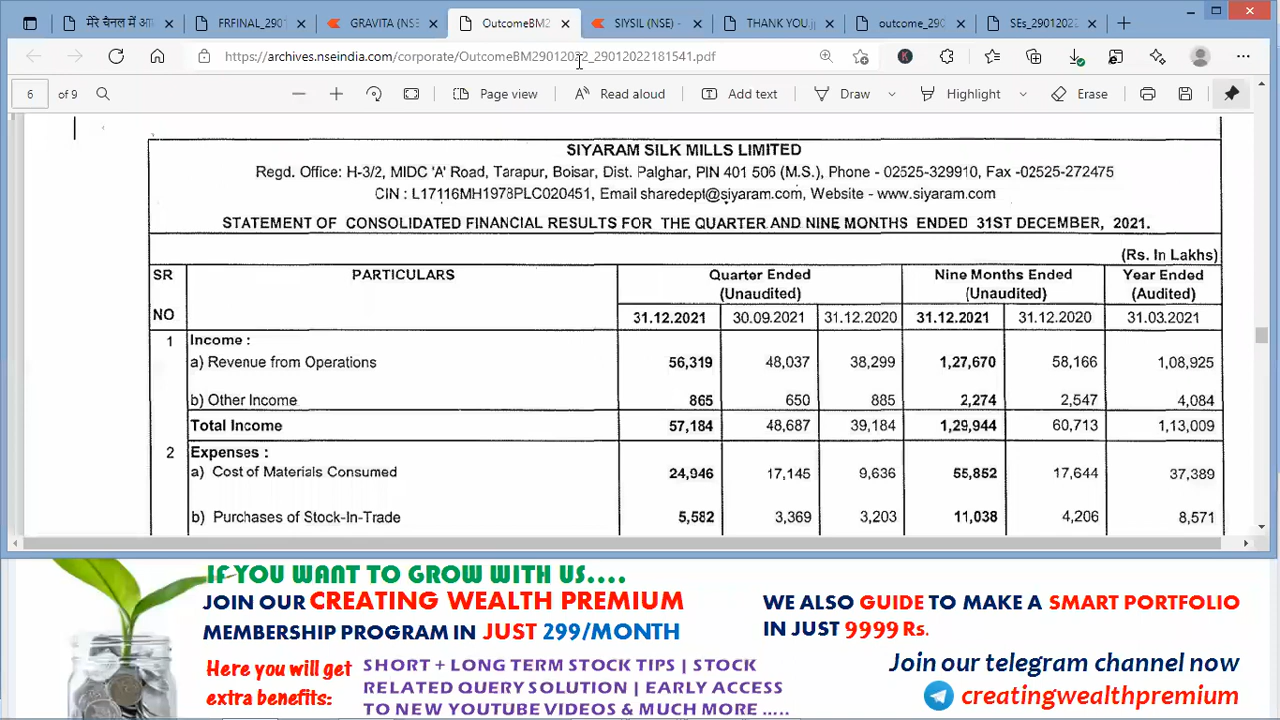 मेरे चैनल में आ
FRFINAL_2901
GRAVITA (NSE
OutcomeBM2
SIYSIL (NSE) -
THANK YOU.jp
outcome_290
SEs_2901202
https://archives.nseindia.com/corporate/OutcomeBM29012022_29012022181541.pdf
6 of 9
Page view
Read aloud
Add text
Draw
Highlight
Erase
SIYARAM SILK MILLS LIMITED
Regd. Office: H-3/2, MIDC 'A' Road, Tarapur, Boisar, Dist. Palghar, PIN 401 506 (M.S.), Phone - 02525-329910, Fax -02525-272475
CIN : L17116MH1978PLC020451, Email sharedept@siyaram.com, Website - www.siyaram.com
STATEMENT OF CONSOLIDATED FINANCIAL RESULTS FOR THE QUARTER AND NINE MONTHS ENDED 31ST DECEMBER, 2021.
(Rs. In Lakhs)
SR NO PARTICULARS Quarter Ended (Unaudited) Nine Months Ended (Unaudited) Year Ended (Audited)
31.12.2021 30.09.2021 31.12.2020 31.12.2021 31.12.2020 31.03.2021
1 Income :
a) Revenue from Operations 56,319 48,037 38,299 1,27,670 58,166 1,08,925
b) Other Income 865 650 885 2,274 2,547 4,084
Total Income 57,184 48,687 39,184 1,29,944 60,713 1,13,009
2 Expenses :
a) Cost of Materials Consumed 24,946 17,145 9,636 55,852 17,644 37,389
b) Purchases of Stock-In-Trade 5,582 3,369 3,203 11,038 4,206 8,571
IF YOU WANT TO GROW WITH US....
JOIN OUR CREATING WEALTH PREMIUM
MEMBERSHIP PROGRAM IN JUST 299/MONTH
Here you will get
extra benefits:
SHORT + LONG TERM STOCK TIPS | STOCK
RELATED QUERY SOLUTION | EARLY ACCESS
TO NEW YOUTUBE VIDEOS & MUCH MORE .....
WE ALSO GUIDE TO MAKE A SMART PORTFOLIO
IN JUST 9999 Rs.
Join our telegram channel now
creatingwealthpremium